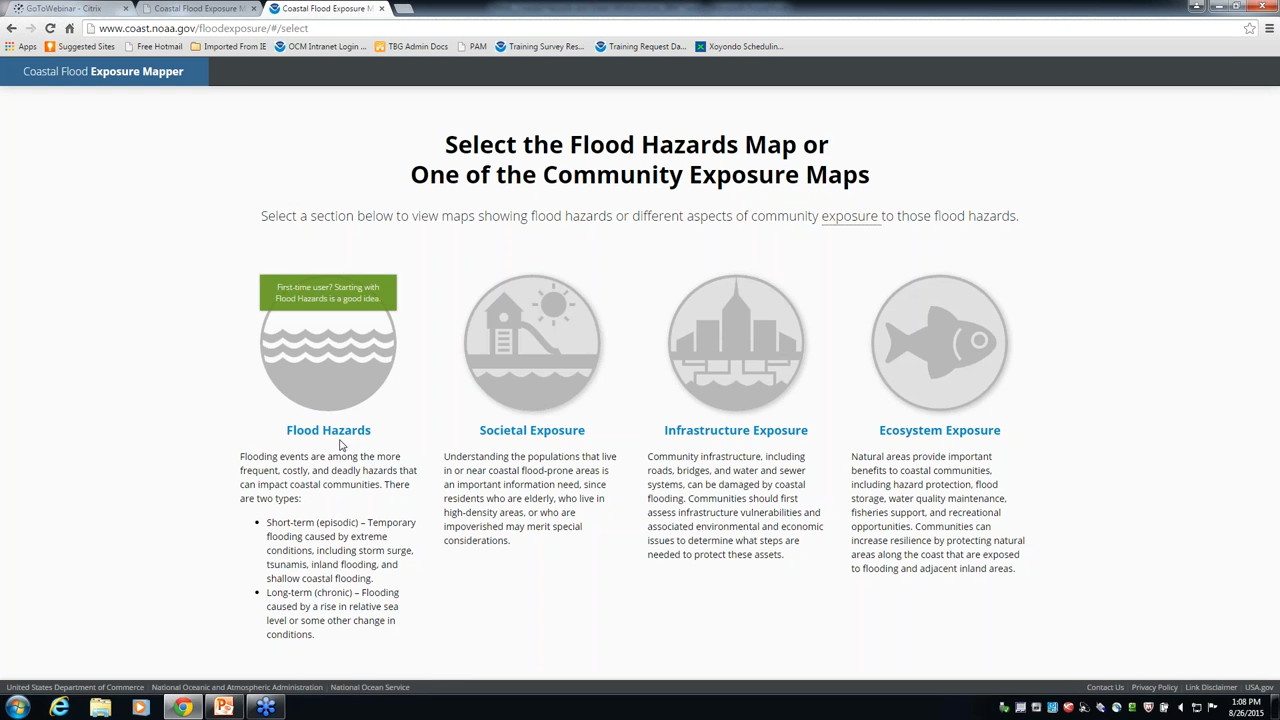 GoToWebinar - Citrix
Coastal Flood Exposure M
Coastal Flood Exposure M
www.coast.noaa.gov/floodexposure/#/select
Apps
Suggested Sites
Free Hotmail
Imported From IE
OCM Intranet Login ...
TBG Admin Docs
PAM
Training Survey Res...
Training Request Da...
Xoyondo Schedulin...
Coastal Flood Exposure Mapper
Select the Flood Hazards Map or
One of the Community Exposure Maps
Select a section below to view maps showing flood hazards or different aspects of community exposure to those flood hazards.
First-time user? Starting with
Flood Hazards is a good idea.
Flood Hazards
Flooding events are among the more
frequent, costly, and deadly hazards that
can impact coastal communities. There
are two types:
• Short-term (episodic) – Temporary
flooding caused by extreme
conditions, including storm surge,
tsunamis, inland flooding, and
shallow coastal flooding.
• Long-term (chronic) – Flooding
caused by a rise in relative sea
level or some other change in
conditions.
Societal Exposure
Understanding the populations that live
in or near coastal flood-prone areas is
an important information need, since
residents who are elderly, who live in
high-density areas, or who are
impoverished may merit special
considerations.
Infrastructure Exposure
Community infrastructure, including
roads, bridges, and water and sewer
systems, can be damaged by coastal
flooding. Communities should first
assess infrastructure vulnerabilities and
associated environmental and economic
issues to determine what steps are
needed to protect these assets.
Ecosystem Exposure
Natural areas provide important
benefits to coastal communities,
including hazard protection, flood
storage, water quality maintenance,
fisheries support, and recreational
opportunities. Communities can
increase resilience by protecting natural
areas along the coast that are exposed
to flooding and adjacent inland areas.
United States Department of Commerce | National Oceanic and Atmospheric Administration | National Ocean Service
Contact Us | Privacy Policy | Link Disclaimer | USA.gov
1:08 PM
8/26/2015